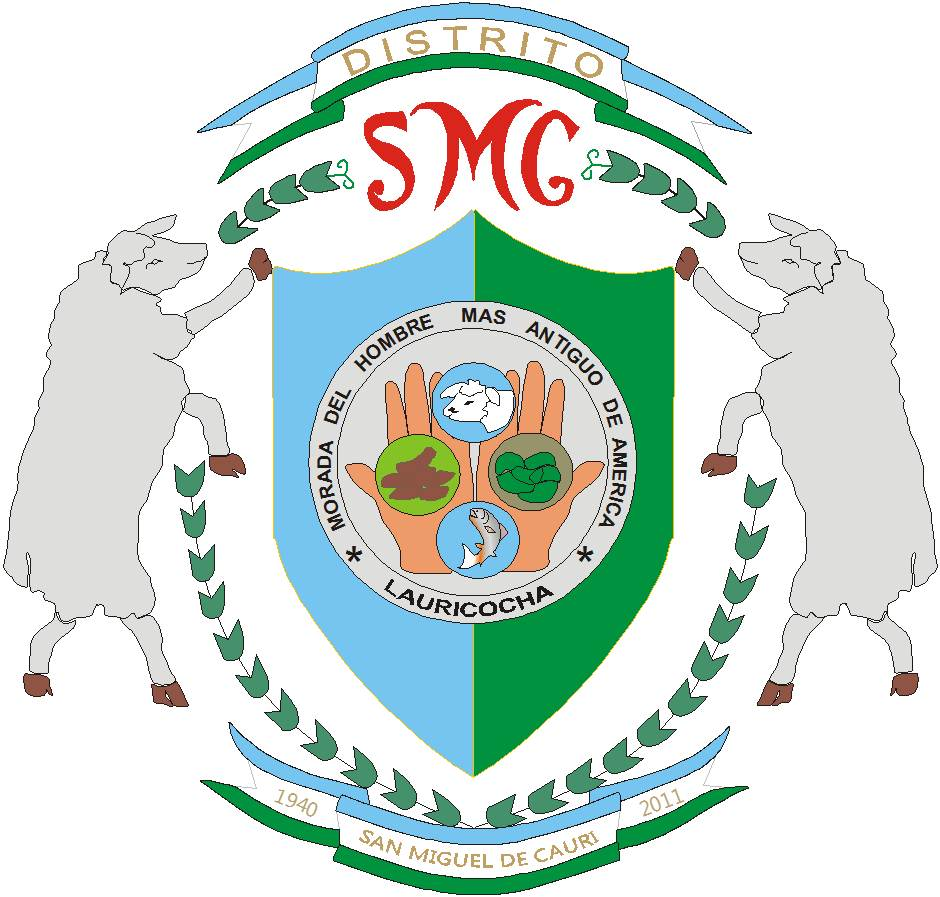 DISTRITO
SMC
MORADA DEL HOMBRE MAS ANTIGUO DE AMERICA
* LAURICOCHA *
1940
2011
SAN MIGUEL DE CAURI